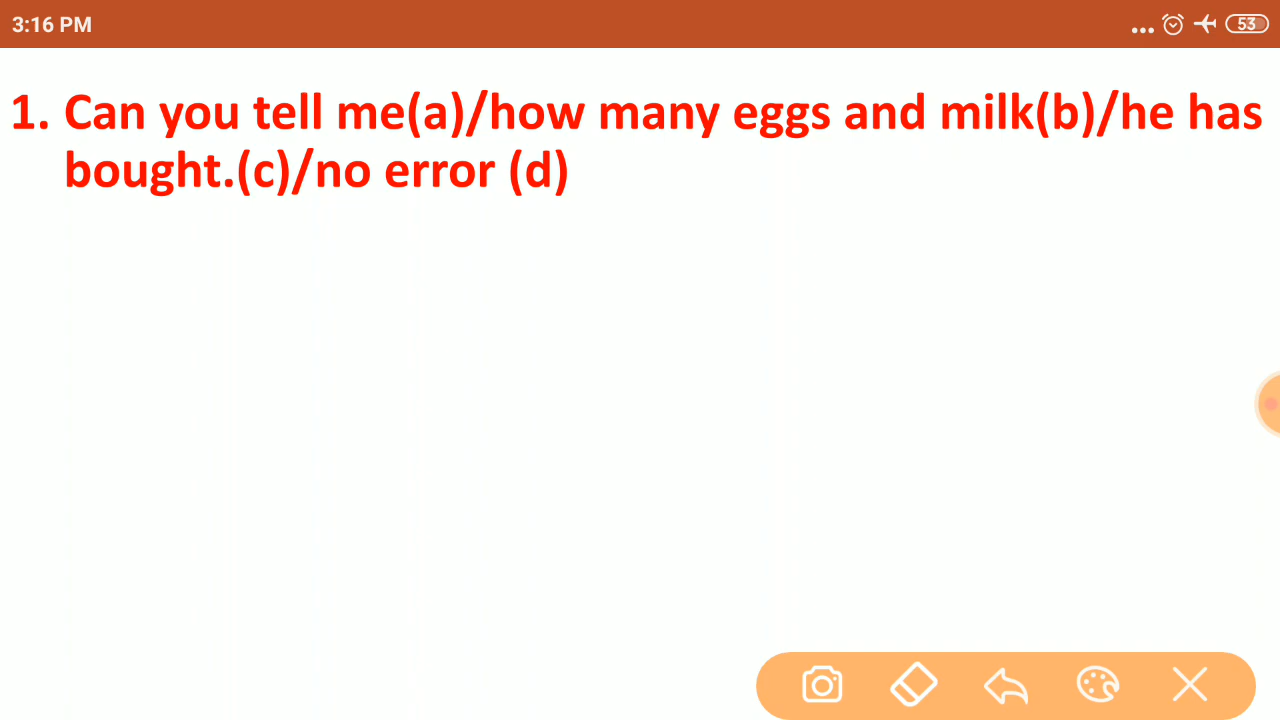 3:16 PM
53
1. Can you tell me(a)/how many eggs and milk(b)/he has
bought.(c)/no error (d)